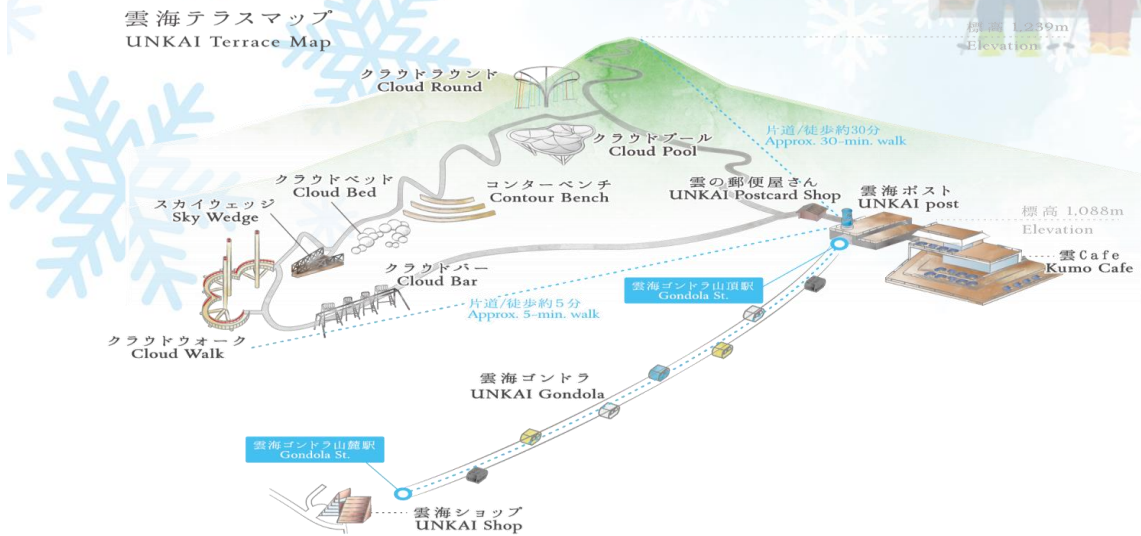 雲海テラスマップ
UNKAI Terrace Map
標高 1,239m
Elevation
クラウドラウンド
Cloud Round
片道/徒歩約30分
Approx. 30-min. walk
クラウドプール
Cloud Pool
クラウドベッド
Cloud Bed
コンターベンチ
Contour Bench
雲の郵便屋さん
UNKAI Postcard Shop
雲海ポスト
UNKAI post
スカイウェッジ
Sky Wedge
標高 1,088m
Elevation
雲Cafe
Kumo Cafe
クラウドバー
Cloud Bar
雲海ゴンドラ山頂駅
Gondola St.
片道/徒歩約5分
Approx. 5-min. walk
クラウドウォーク
Cloud Walk
雲海ゴンドラ
UNKAI Gondola
雲海ゴンドラ山麓駅
Gondola St.
雲海ショップ
UNKAI Shop